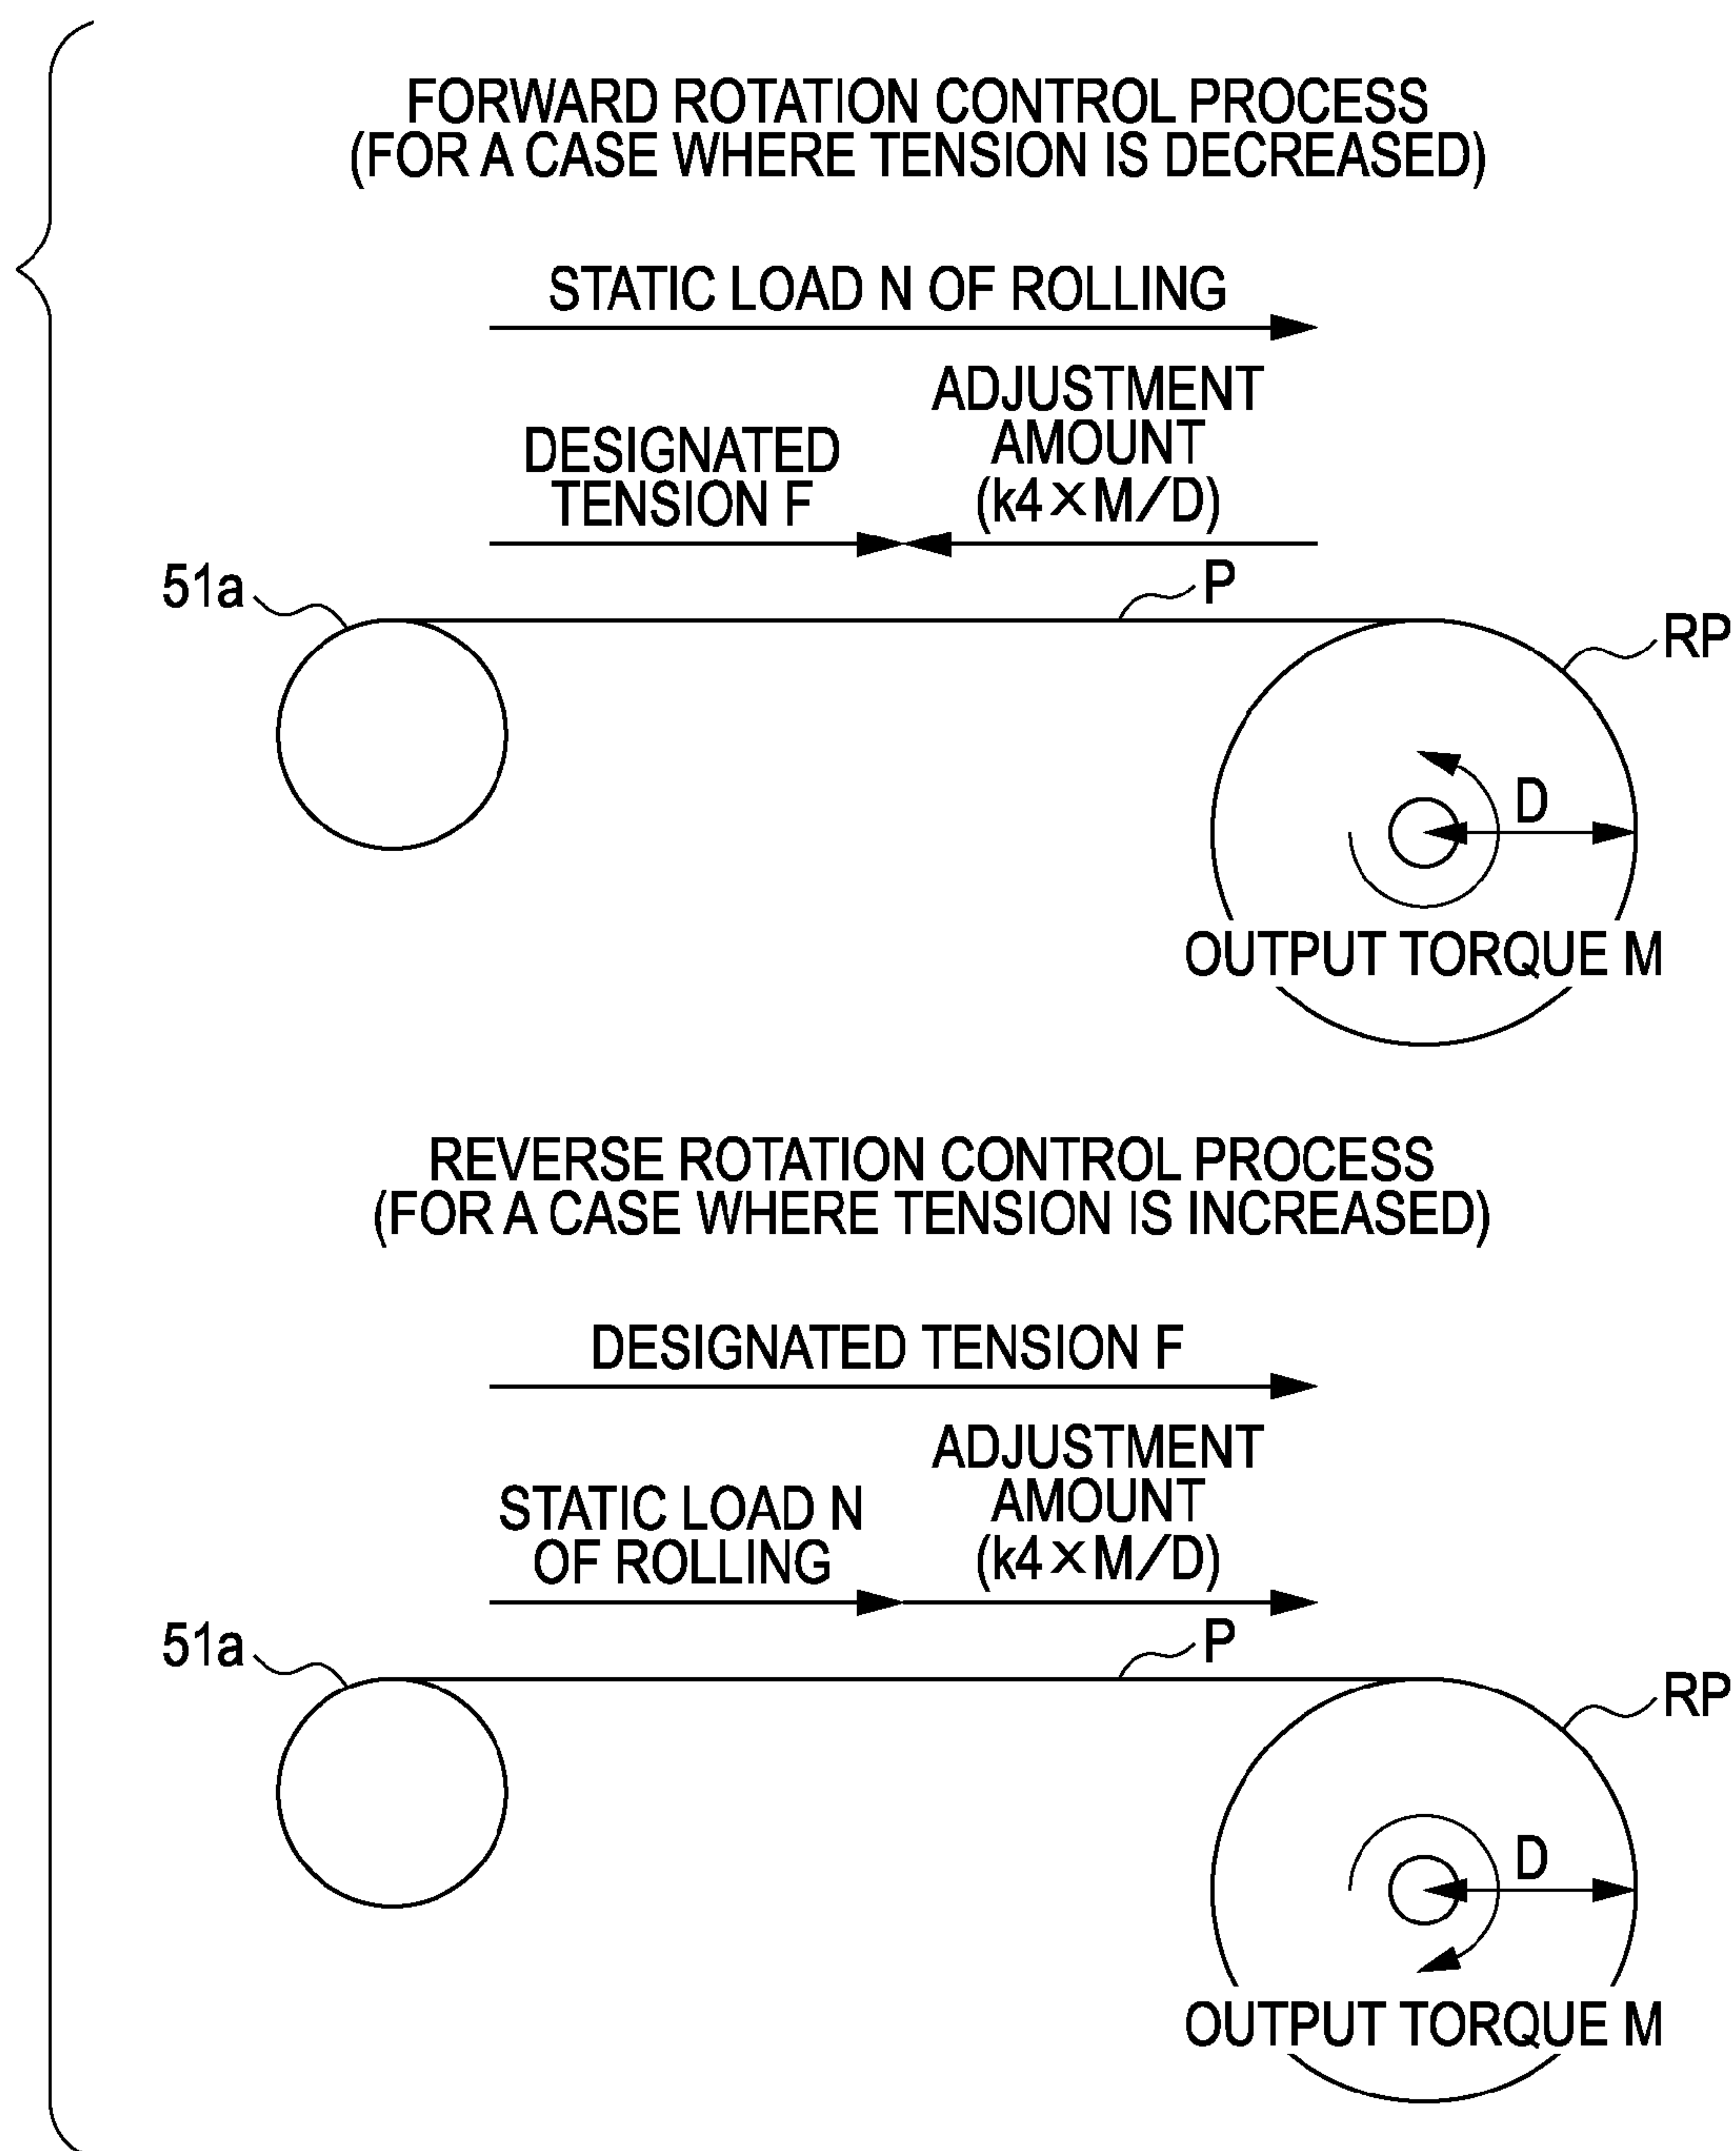 FORWARD ROTATION CONTROL PROCESS
(FOR A CASE WHERE TENSION IS DECREASED)
STATIC LOAD N OF ROLLING
ADJUSTMENT
AMOUNT
(k4×M/D)
DESIGNATED
TENSION F
51a
P
RP
D
OUTPUT TORQUE M
REVERSE ROTATION CONTROL PROCESS
(FOR A CASE WHERE TENSION IS INCREASED)
DESIGNATED TENSION F
ADJUSTMENT
AMOUNT
(k4×M/D)
STATIC LOAD N
OF ROLLING
51a
P
RP
D
OUTPUT TORQUE M